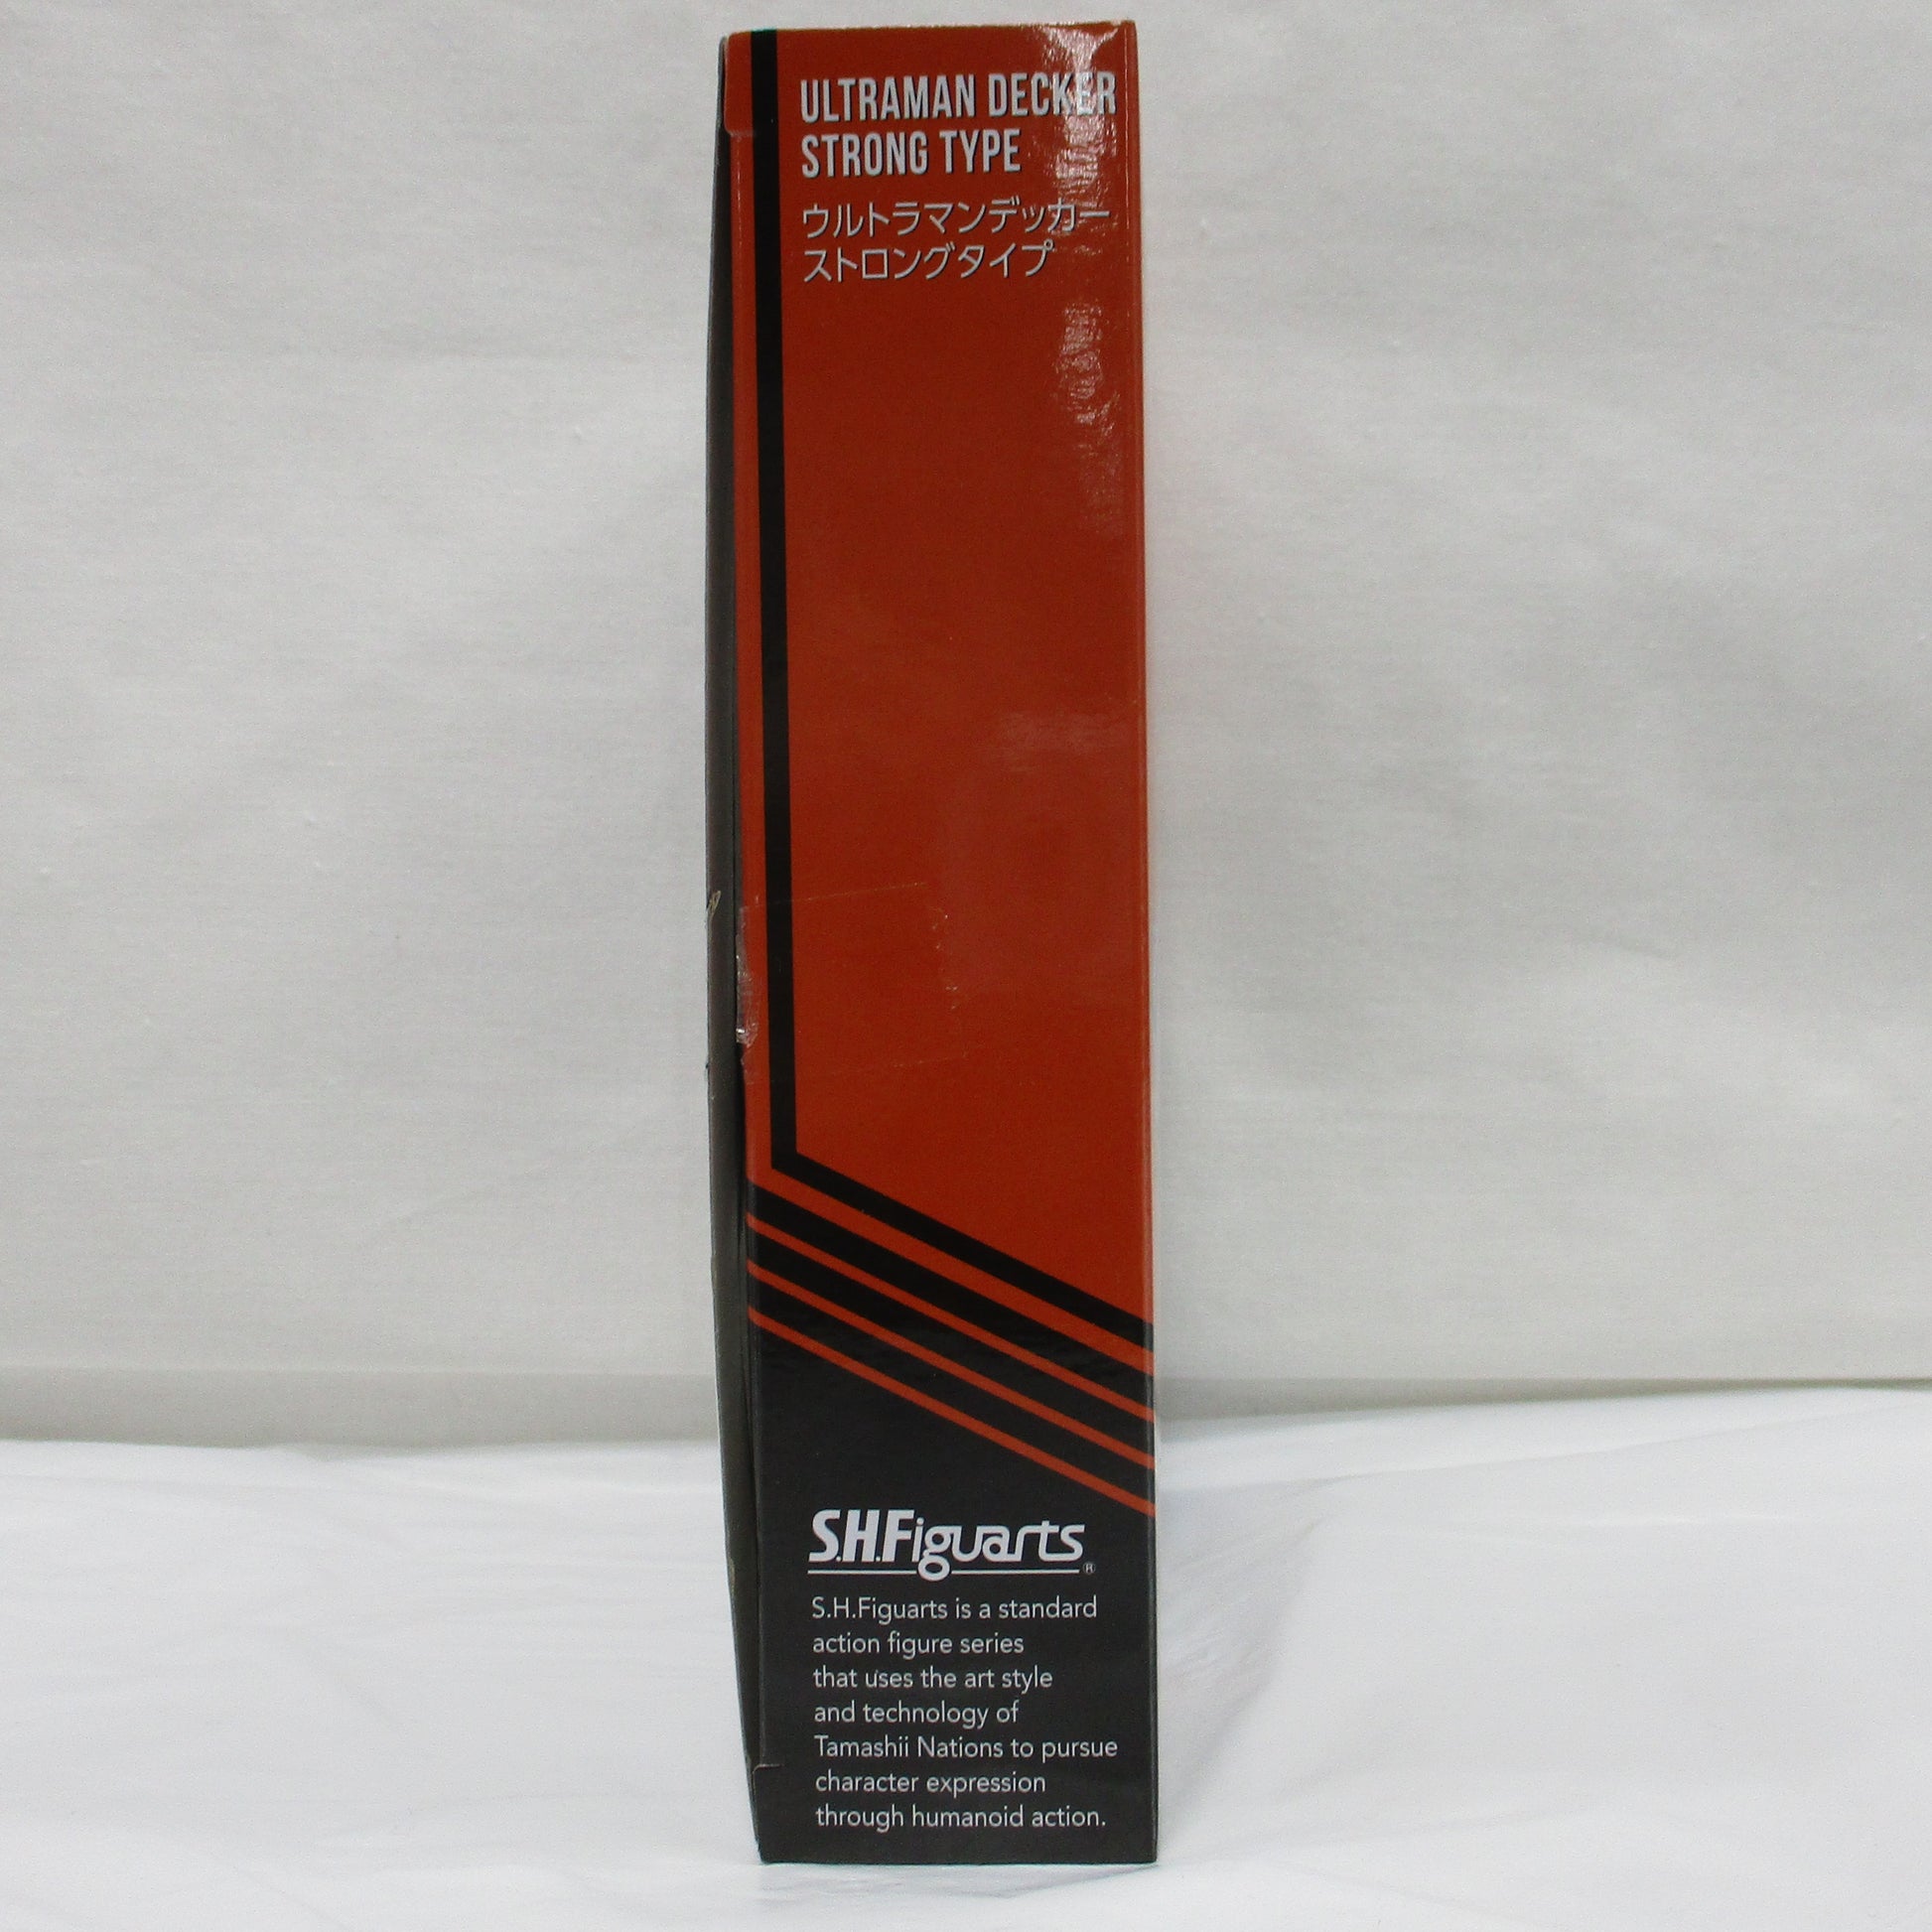 ULTRAMAN DECKER
STRONG TYPE
ウルトラマンデッカー
ストロングタイプ
S.H.Figuarts®
S.H.Figuarts is a standard
action figure series
that uses the art style
and technology of
Tamashii Nations to pursue
character expression
through humanoid action.